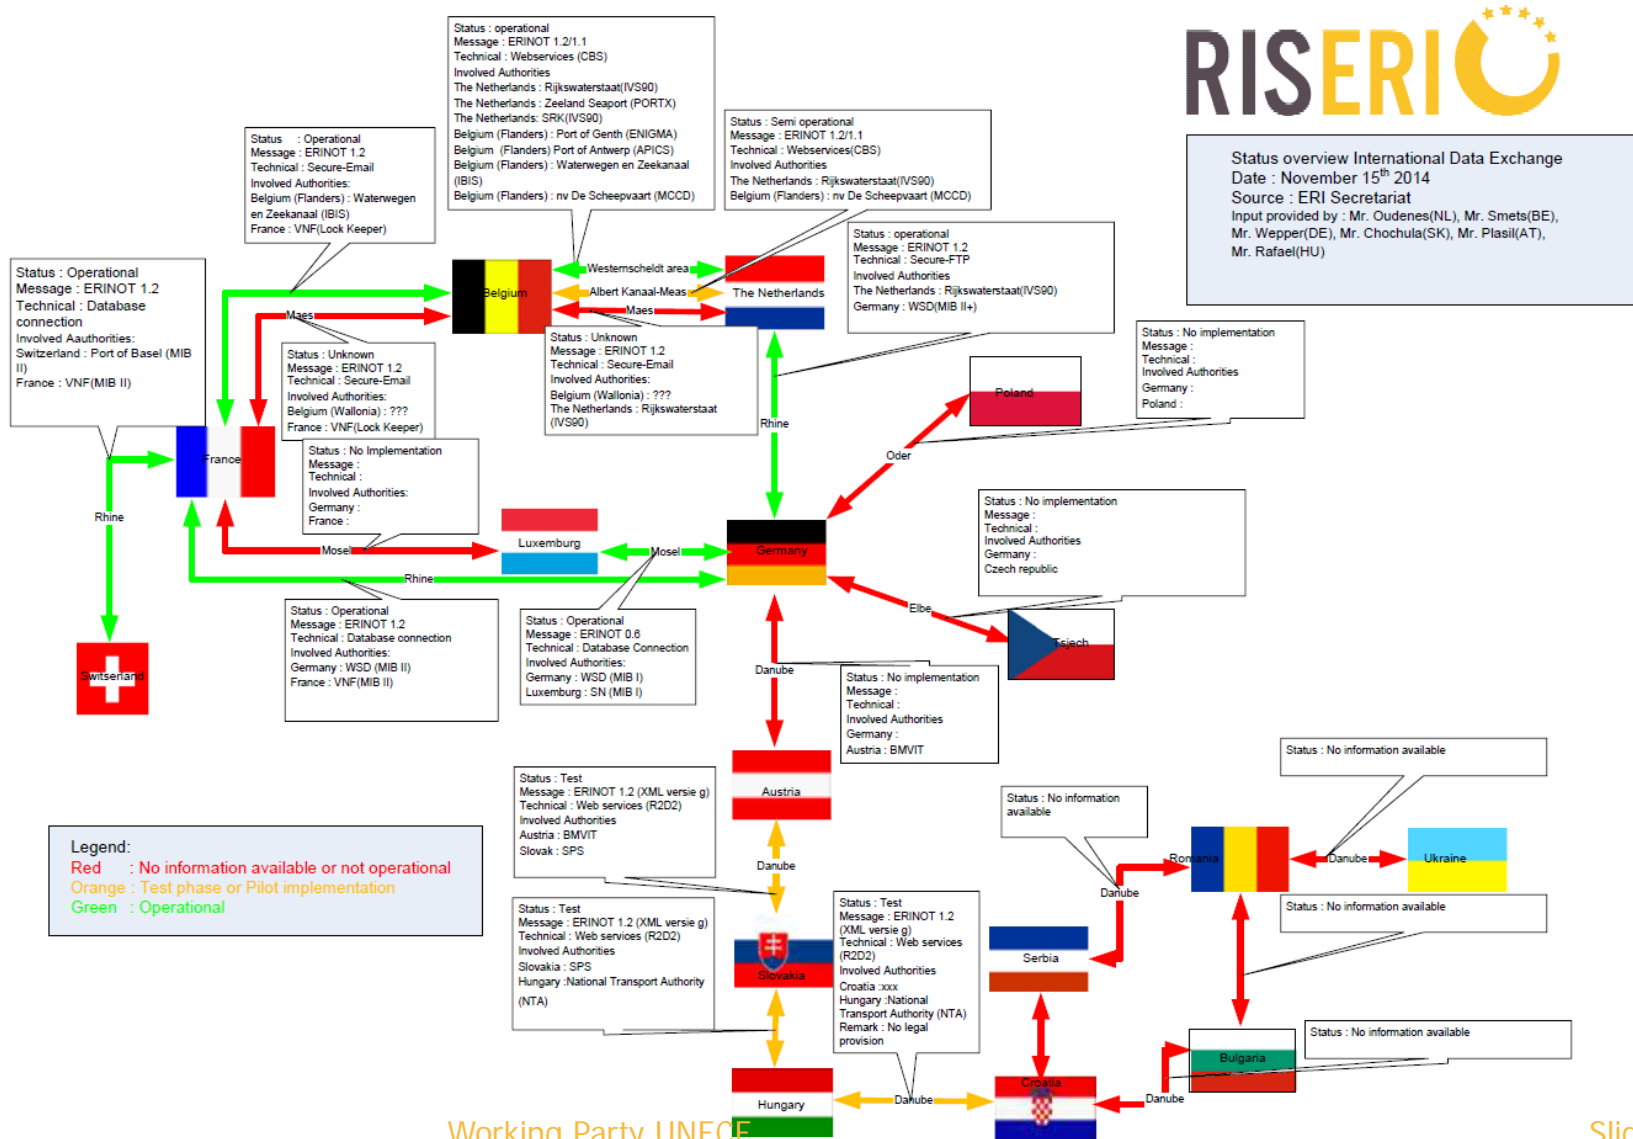 RISERI
Status overview International Data Exchange
Date : November 15th 2014
Source : ERI Secretariat
Input provided by : Mr. Oudenes(NL), Mr. Smets(BE),
Mr. Wepper(DE), Mr. Chochula(SK), Mr. Plasil(AT),
Mr. Rafael(HU)
Status : operational
Message : ERINOT 1.2/1.1
Technical : Webservices (CBS)
Involved Authorities
The Netherlands : Rijkswaterstaat(IVS90)
The Netherlands : Zeeland Seaport (PORTX)
The Netherlands: SRK(IVS90)
Belgium (Flanders) : Port of Genth (ENIGMA)
Belgium (Flanders) Port of Antwerp (APICS)
Belgium (Flanders) : Waterwegen en Zeekanaal
(IBIS)
Belgium (Flanders) : nv De Scheepvaart (MCCD)
Status : Semi operational
Message : ERINOT 1.2/1.1
Technical : Webservices(CBS)
Involved Authorities
The Netherlands : Rijkswaterstaat(IVS90)
Belgium (Flanders) : nv De Scheepvaart (MCCD)
Status : Operational
Message : ERINOT 1.2
Technical : Secure-Email
Involved Authorities:
Belgium (Flanders) : Waterwegen
en Zeekanaal (IBIS)
France : VNF(Lock Keeper)
Status : operational
Message : ERINOT 1.2
Technical : Secure-FTP
Involved Authorities
The Netherlands : Rijkswaterstaat(IVS90)
Germany : WSD(MIB II+)
Status : Operational
Message : ERINOT 1.2
Technical : Database
connection
Involved Aauthorities:
Switzerland : Port of Basel (MIB
II)
France : VNF(MIB II)
Belgium
Westernscheldt area
Albert Kanaal-Meas
Maes
The Netherlands
Maes
Status : Unknown
Message : ERINOT 1.2
Technical : Secure-Email
Involved Authorities:
Belgium (Wallonia) : ???
France : VNF(Lock Keeper)
Status : Unknown
Message : ERINOT 1.2
Technical : Secure-Email
Involved Authorities:
Belgium (Wallonia) : ???
The Netherlands : Rijkswaterstaat
(IVS90)
Status : No implementation
Message :
Technical :
Involved Authorities
Germany :
Poland :
Poland
Rhine
Oder
France
Status : No Implementation
Message :
Technical :
Involved Authorities:
Germany :
France :
Rhine
Mosel
Luxemburg
Mosel
Germany
Rhine
Status : No implementation
Message :
Technical :
Involved Authorities
Germany :
Czech republic
Elbe
Tsjech
Status : Operational
Message : ERINOT 1.2
Technical : Database connection
Involved Authorities:
Germany : WSD (MIB II)
France : VNF(MIB II)
Status : Operational
Message : ERINOT 0.6
Technical : Database Connection
Involved Authorities:
Germany : WSD (MIB I)
Luxemburg : SN (MIB I)
Switserland
Danube
Status : No implementation
Message :
Technical :
Involved Authorities
Germany :
Austria : BMVIT
Austria
Status : Test
Message : ERINOT 1.2 (XML versie g)
Technical : Web services (R2D2)
Involved Authorities
Austria : BMVIT
Slovak : SPS
Danube
Status : No information available
Status : No information
available
Romania
Danube
Ukraine
Danube
Legend:
Red : No information available or not operational
Orange : Test phase or Pilot implementation
Green : Operational
Status : Test
Message : ERINOT 1.2 (XML versie g)
Technical : Web services (R2D2)
Involved Authorities
Slovakia : SPS
Hungary :National Transport Authority
(NTA)
Slovakia
Status : Test
Message : ERINOT 1.2
(XML versie g)
Technical : Web services
(R2D2)
Involved Authorities
Croatia :xxx
Hungary :National
Transport Authority (NTA)
Remark : No legal
provision
Status : No information available
Serbia
Status : No information available
Bulgaria
Hungary
Danube
Croatia
Danube
Working Party UNECE